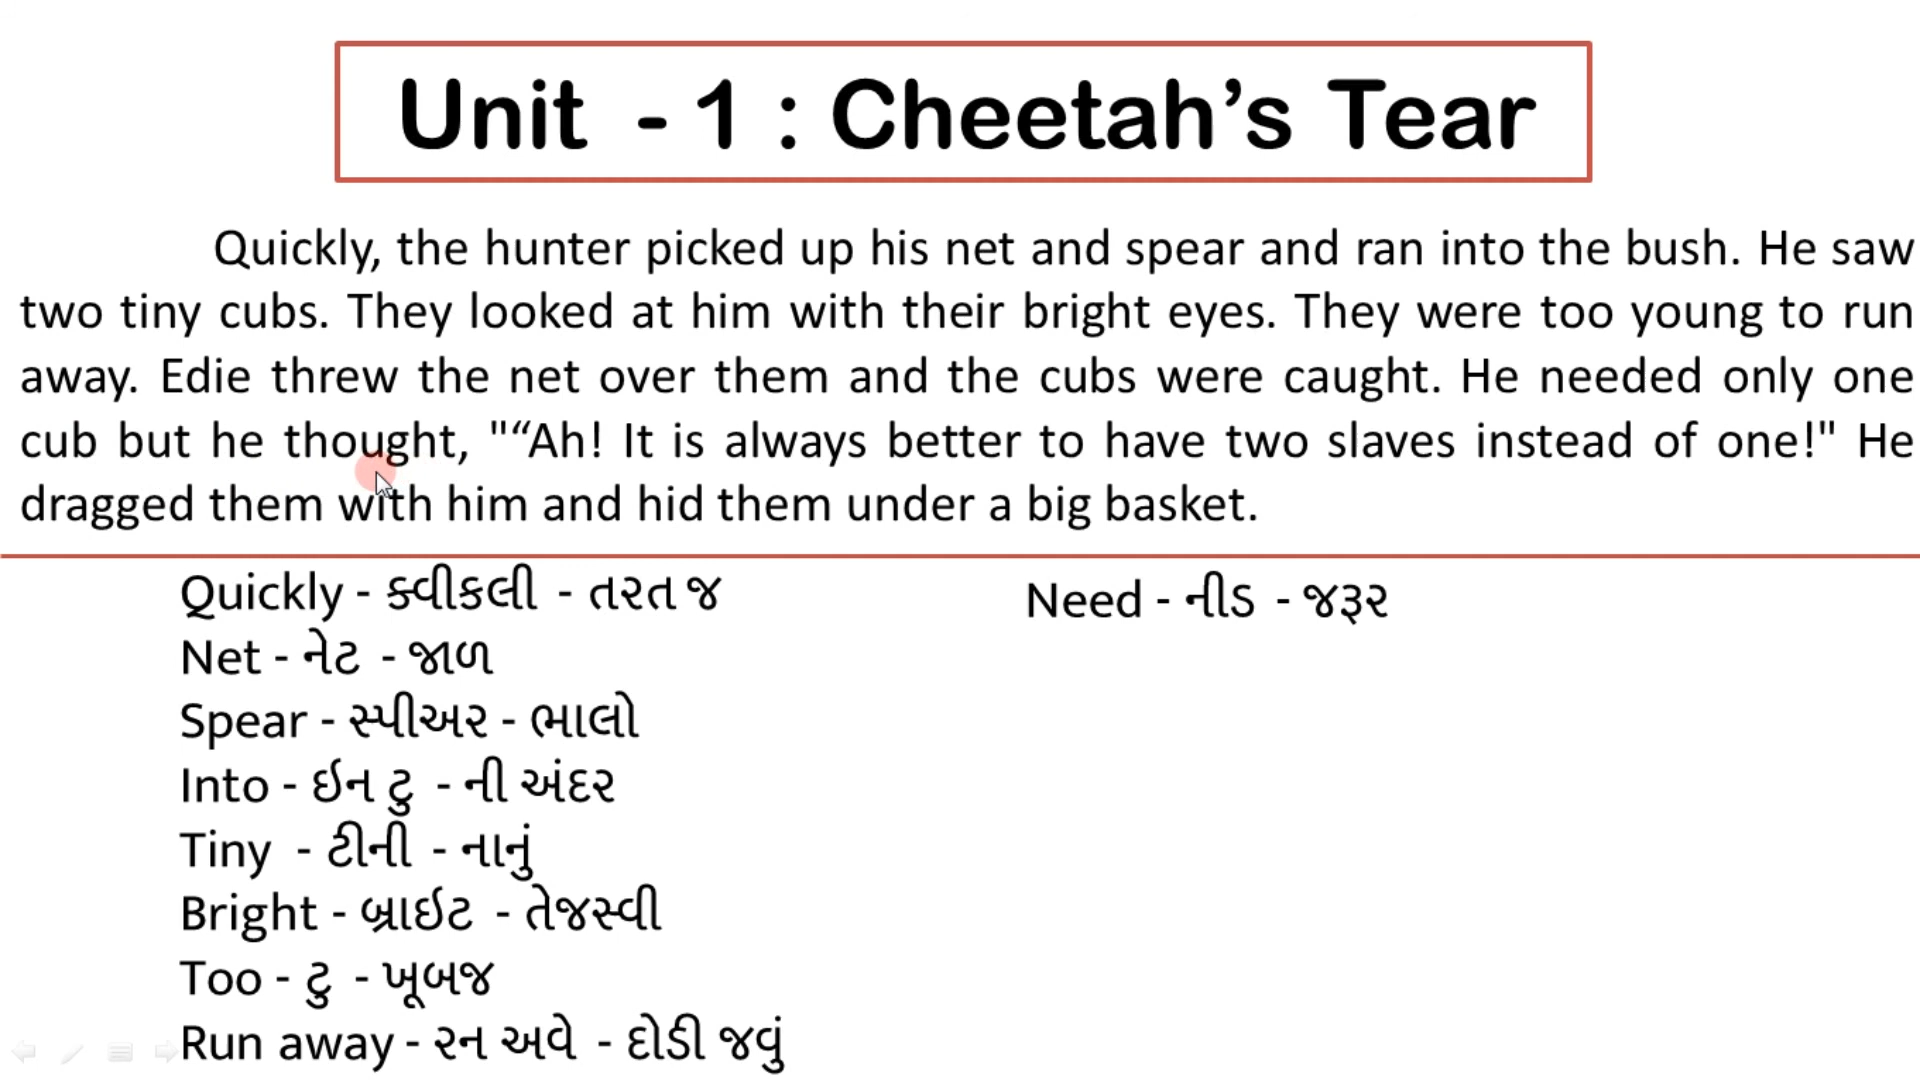 Unit - 1 : Cheetah’s Tear
Quickly, the hunter picked up his net and spear and ran into the bush. He saw
two tiny cubs. They looked at him with their bright eyes. They were too young to run
away. Edie threw the net over them and the cubs were caught. He needed only one
cub but he thought, "“Ah! It is always better to have two slaves instead of one!" He
dragged them with him and hid them under a big basket.
Quickly - ક્વીકલી - તરત જ
Net - નેટ - જાળ
Spear - સ્પીઅર - ભાલો
Into - ઇન ટુ - ની અંદર
Tiny - ટીની - નાનું
Bright - બ્રાઇટ - તેજસ્વી
Too - ટુ - ખૂબજ
Run away - રન અવે - દોડી જવું
Need - નીડ - જરૂર